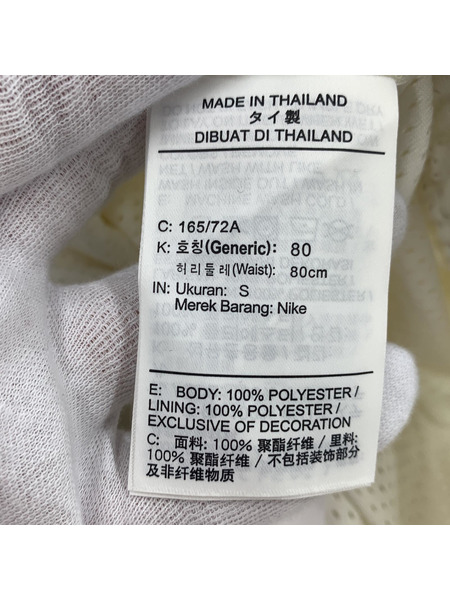 MADE IN THAILAND
タイ製
DIBUAT DI THAILAND
C: 165/72A
K: 호칭(Generic): 80
허리둘레(Waist): 80cm
IN: Ukuran: S
Merek Barang: Nike
E: BODY: 100% POLYESTER/
LINING: 100% POLYESTER /
EXCLUSIVE OF DECORATION
C: 面料: 100% 聚酯纤维 / 里料:
100% 聚酯纤维 / 不包括装饰部分
及非纤维物质